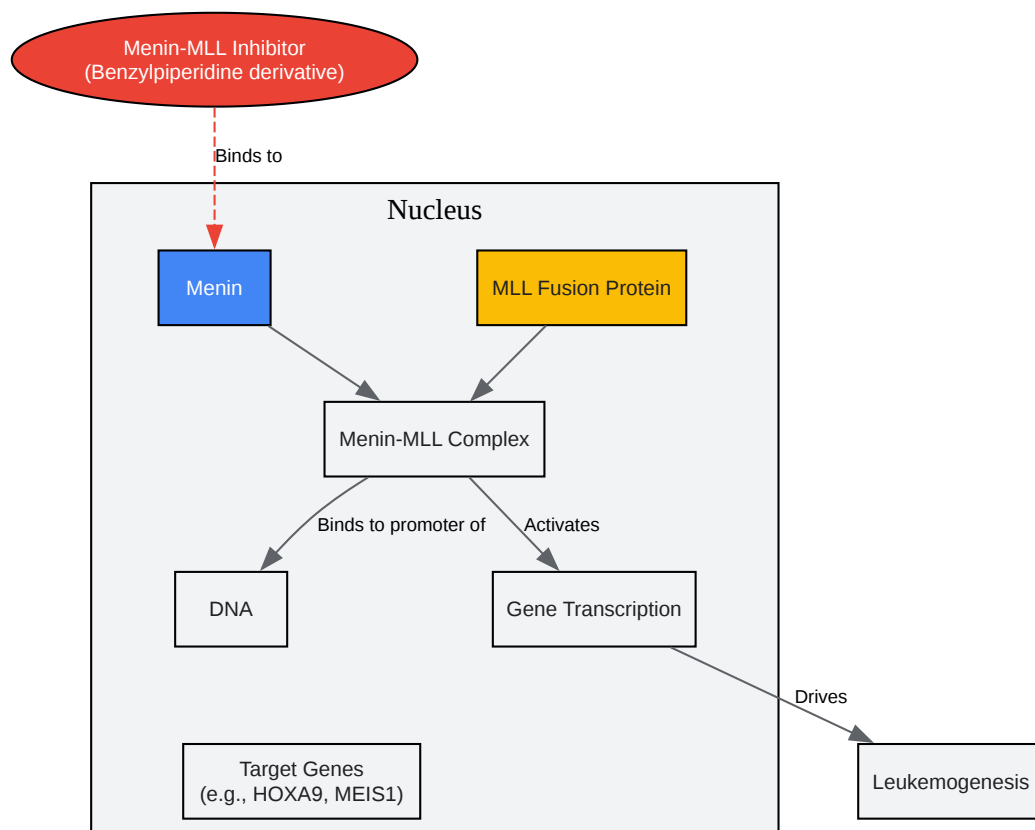 Menin-MLL Inhibitor
(Benzylpiperidine derivative)
Binds to
Nucleus
Menin
MLL Fusion Protein
Menin-MLL Complex
Binds to promoter of
Activates
DNA
Gene Transcription
Drives
Target Genes
(e.g., HOXA9, MEIS1)
Leukemogenesis